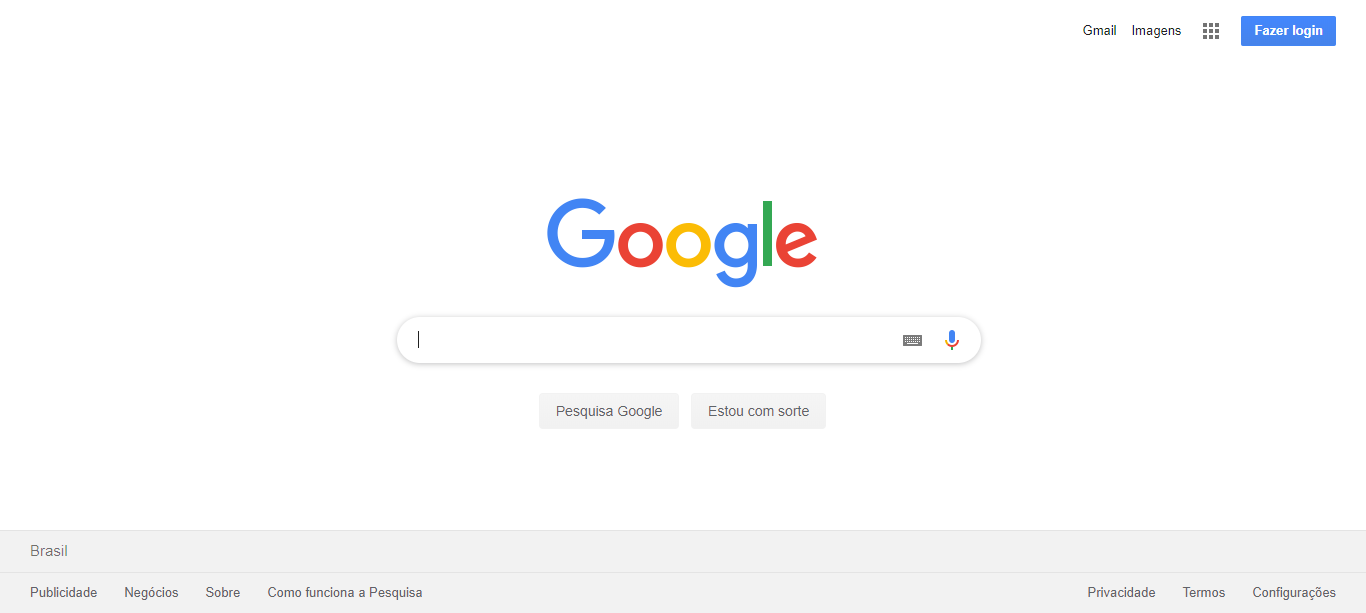 Gmail Imagens Fazer login
Google
Pesquisa Google Estou com sorte
Brasil
Publicidade Negócios Sobre Como funciona a Pesquisa Privacidade Termos Configurações